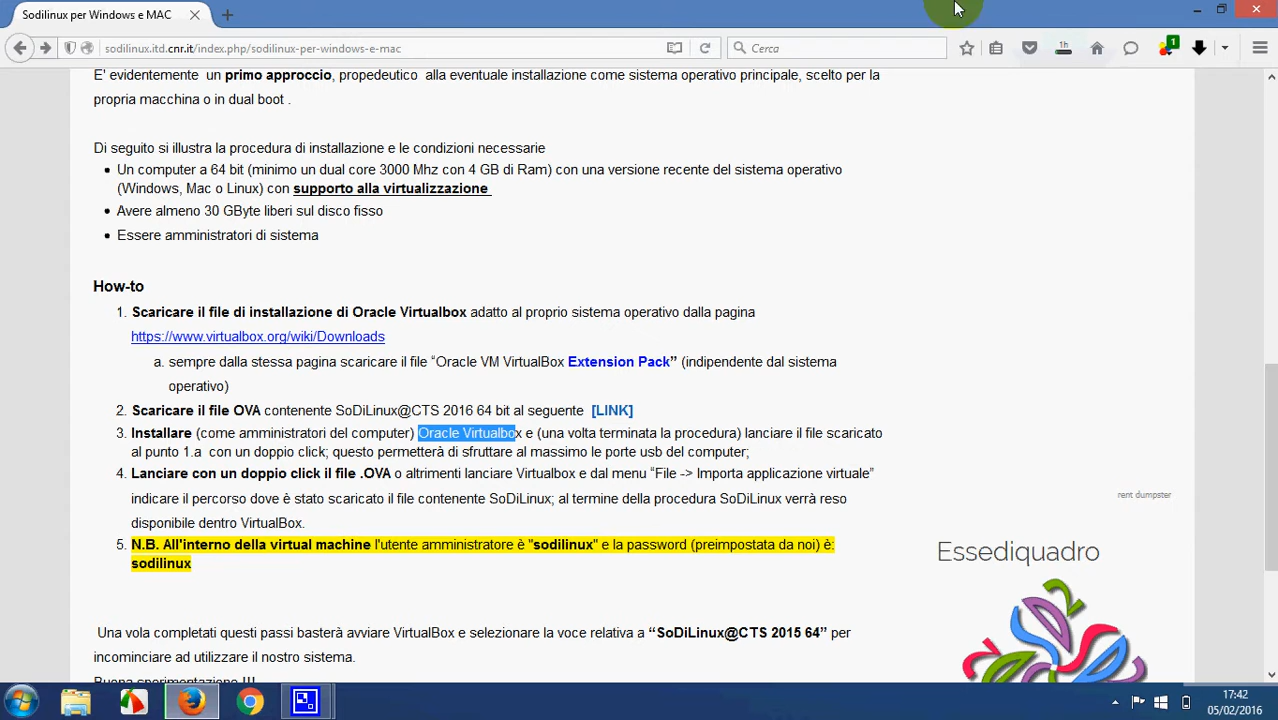 Sodilinux per Windows e MAC
sodilinux.itd.cnr.it/index.php/sodilinux-per-windows-e-mac
Cerca
1h
1
E' evidentemente un primo approccio, propedeutico alla eventuale installazione come sistema operativo principale, scelto per la
propria macchina o in dual boot .
Di seguito si illustra la procedura di installazione e le condizioni necessarie
• Un computer a 64 bit (minimo un dual core 3000 Mhz con 4 GB di Ram) con una versione recente del sistema operativo
(Windows, Mac o Linux) con supporto alla virtualizzazione
• Avere almeno 30 GByte liberi sul disco fisso
• Essere amministratori di sistema
How-to
1. Scaricare il file di installazione di Oracle Virtualbox adatto al proprio sistema operativo dalla pagina
https://www.virtualbox.org/wiki/Downloads
a. sempre dalla stessa pagina scaricare il file “Oracle VM VirtualBox Extension Pack” (indipendente dal sistema
operativo)
2. Scaricare il file OVA contenente SoDiLinux@CTS 2016 64 bit al seguente [LINK]
3. Installare (come amministratori del computer) Oracle Virtualbox e (una volta terminata la procedura) lanciare il file scaricato
al punto 1.a con un doppio click; questo permetterà di sfruttare al massimo le porte usb del computer;
4. Lanciare con un doppio click il file .OVA o altrimenti lanciare Virtualbox e dal menu “File -> Importa applicazione virtuale”
indicare il percorso dove è stato scaricato il file contenente SoDiLinux; al termine della procedura SoDiLinux verrà reso
disponibile dentro VirtualBox.
5. N.B. All'interno della virtual machine l'utente amministratore è "sodilinux" e la password (preimpostata da noi) è:
sodilinux
Una vola completati questi passi basterà avviare VirtualBox e selezionare la voce relativa a “SoDiLinux@CTS 2015 64” per
incominciare ad utilizzare il nostro sistema.
Buona sperimentazione !!!
rent dumpster
Essediquadro
17:42
05/02/2016